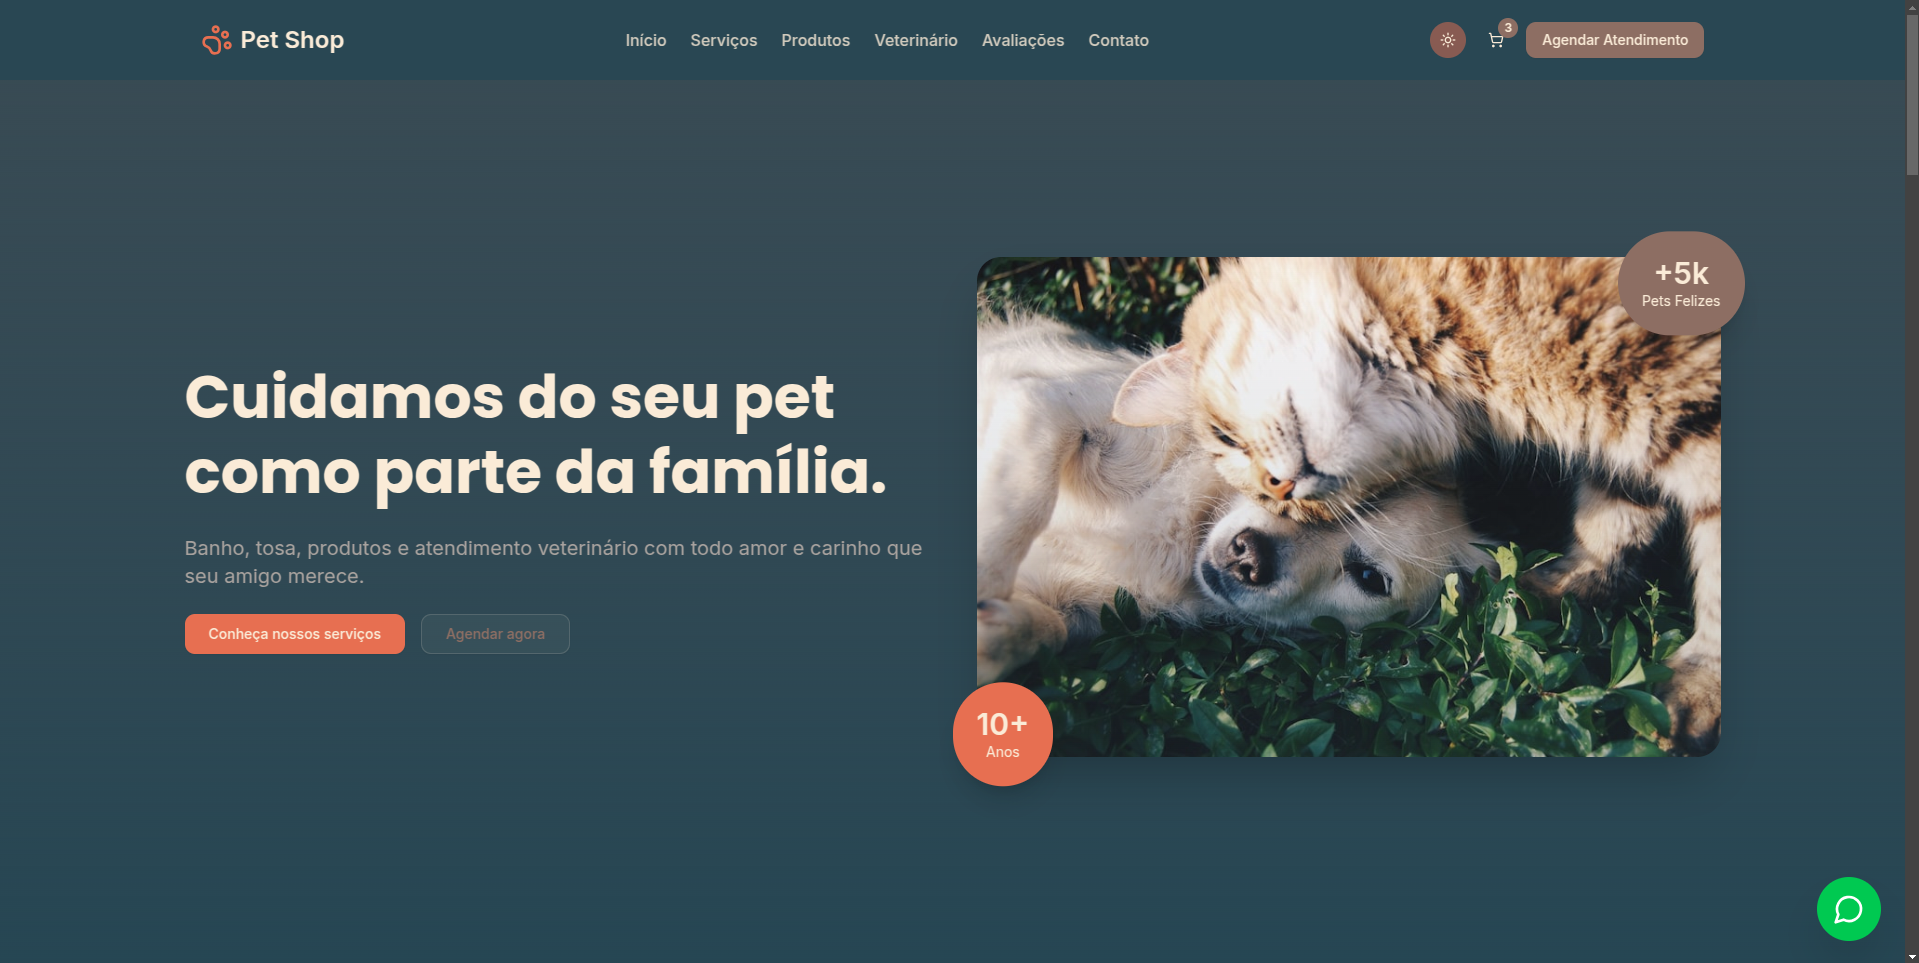 Pet Shop
Início Serviços Produtos Veterinário Avaliações Contato
3
Agendar Atendimento
Cuidamos do seu pet
como parte da família.
Banho, tosa, produtos e atendimento veterinário com todo amor e carinho que
seu amigo merece.
Conheça nossos serviços
Agendar agora
+5k
Pets Felizes
10+
Anos